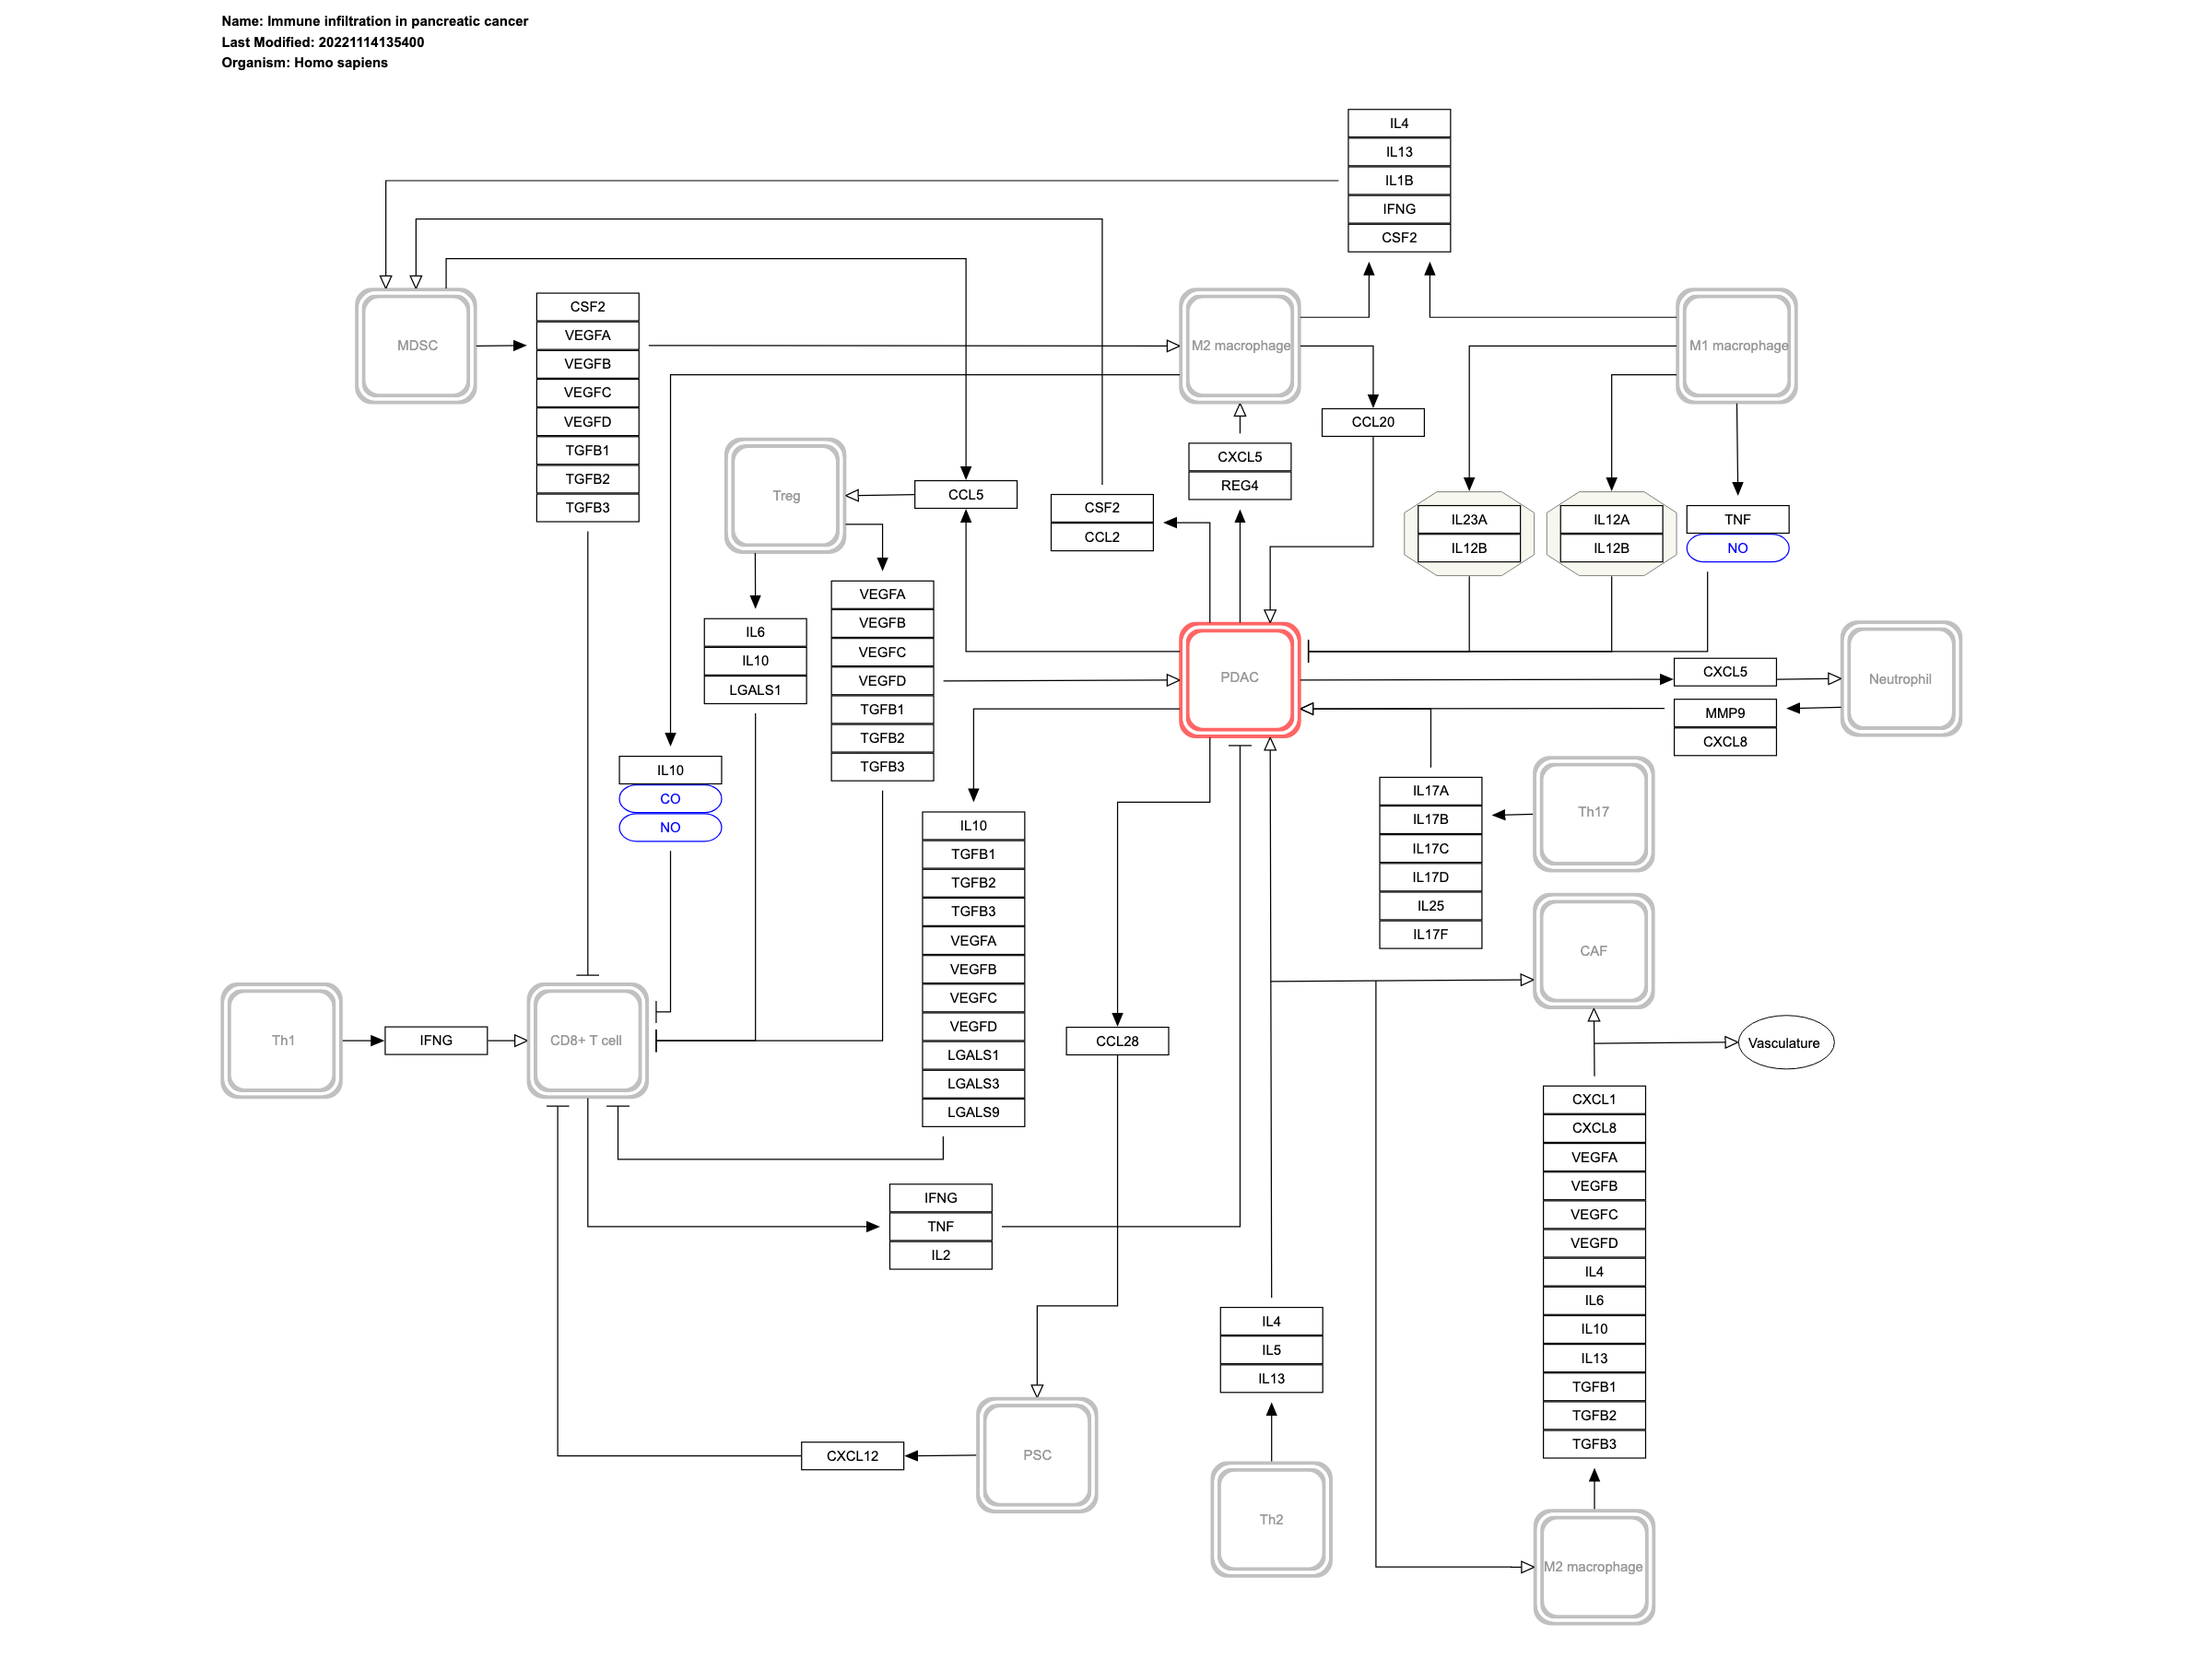 Name: Immune infiltration in pancreatic cancer
Last Modified: 20221114135400
Organism: Homo sapiens
IL4
IL13
IL1B
IFNG
CSF2
MDSC
CSF2
VEGFA
VEGFB
VEGFC
VEGFD
TGFB1
TGFB2
TGFB3
M2 macrophage
M1 macrophage
CCL20
Treg
CCL5
CSF2
CCL2
CXCL5
REG4
IL23A
IL12B
IL12A
IL12B
TNF
NO
IL6
IL10
LGALS1
VEGFA
VEGFB
VEGFC
VEGFD
TGFB1
TGFB2
TGFB3
PDAC
CXCL5
MMP9
CXCL8
Neutrophil
IL10
CO
NO
IL10
TGFB1
TGFB2
TGFB3
VEGFA
VEGFB
VEGFC
VEGFD
LGALS1
LGALS3
LGALS9
IL17A
IL17B
IL17C
IL17D
IL25
IL17F
Th17
CAF
Th1
IFNG
CD8+ T cell
CCL28
Vasculature
CXCL1
CXCL8
VEGFA
VEGFB
VEGFC
VEGFD
IL4
IL6
IL10
IL13
TGFB1
TGFB2
TGFB3
IFNG
TNF
IL2
IL4
IL5
IL13
CXCL12
PSC
Th2
M2 macrophage